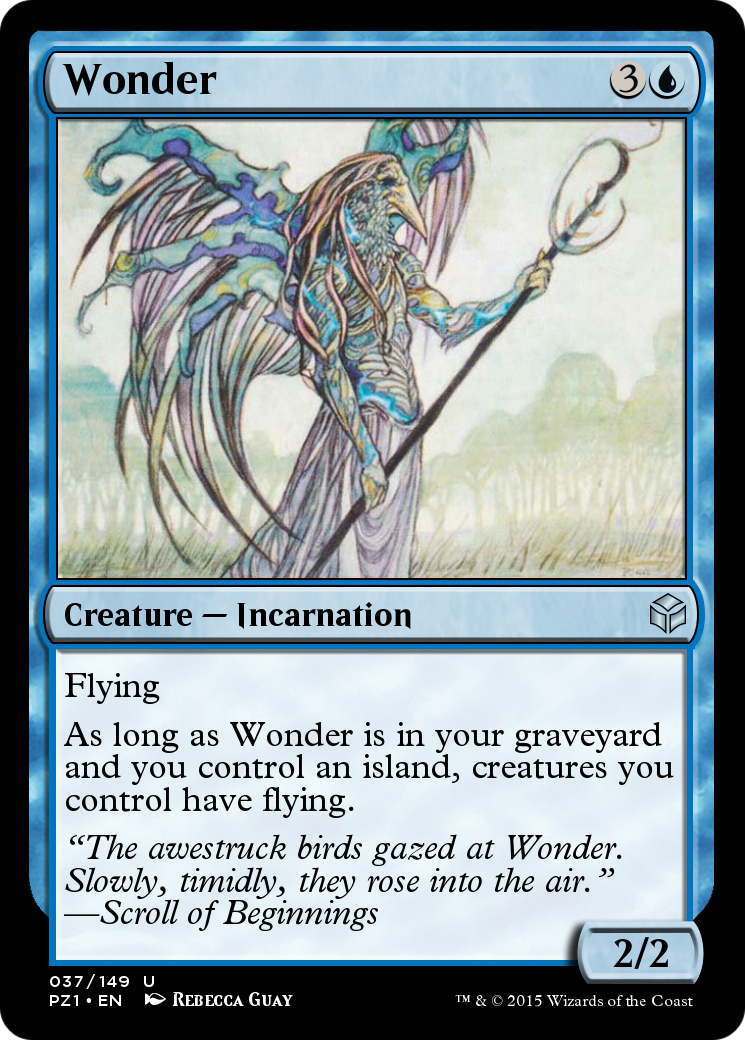 Wonder 3
Creature — Incarnation
Flying
As long as Wonder is in your graveyard
and you control an island, creatures you
control have flying.
“The awestruck birds gazed at Wonder.
Slowly, timidly, they rose into the air.”
—Scroll of Beginnings
2/2
037/149 U
PZ1 • EN Rebecca Guay
™ & © 2015 Wizards of the Coast